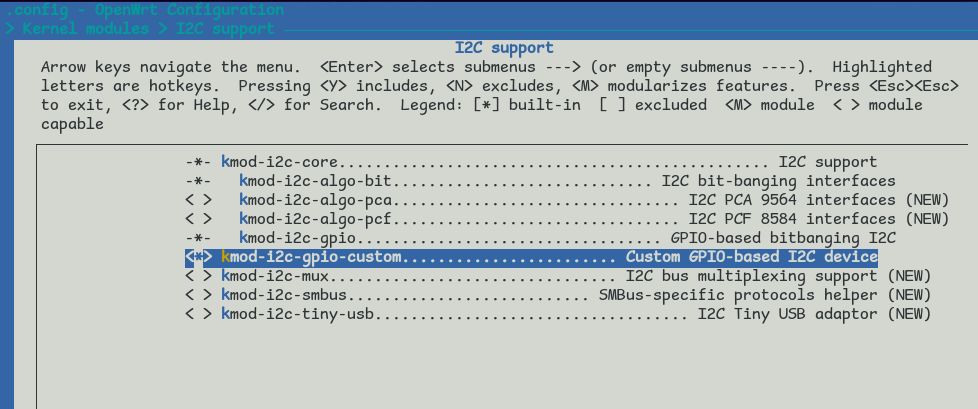 .config - OpenWrt Configuration
> Kernel modules > I2C support
I2C support
Arrow keys navigate the menu.  <Enter> selects submenus ---> (or empty submenus ----).  Highlighted
letters are hotkeys.  Pressing <Y> includes, <N> excludes, <M> modularizes features.  Press <Esc><Esc>
to exit, <?> for Help, </> for Search.  Legend: [*] built-in  [ ] excluded  <M> module  < > module
capable
-*- kmod-i2c-core................................................ I2C support
-*-   kmod-i2c-algo-bit............................. I2C bit-banging interfaces
< >   kmod-i2c-algo-pca................................ I2C PCA 9564 interfaces (NEW)
< >   kmod-i2c-algo-pcf................................ I2C PCF 8584 interfaces (NEW)
-*-   kmod-i2c-gpio.................................. GPIO-based bitbanging I2C
<*> kmod-i2c-gpio-custom........................ Custom GPIO-based I2C device
< > kmod-i2c-mux................................ I2C bus multiplexing support (NEW)
< > kmod-i2c-smbus........................... SMBus-specific protocols helper (NEW)
< > kmod-i2c-tiny-usb................................... I2C Tiny USB adaptor (NEW)